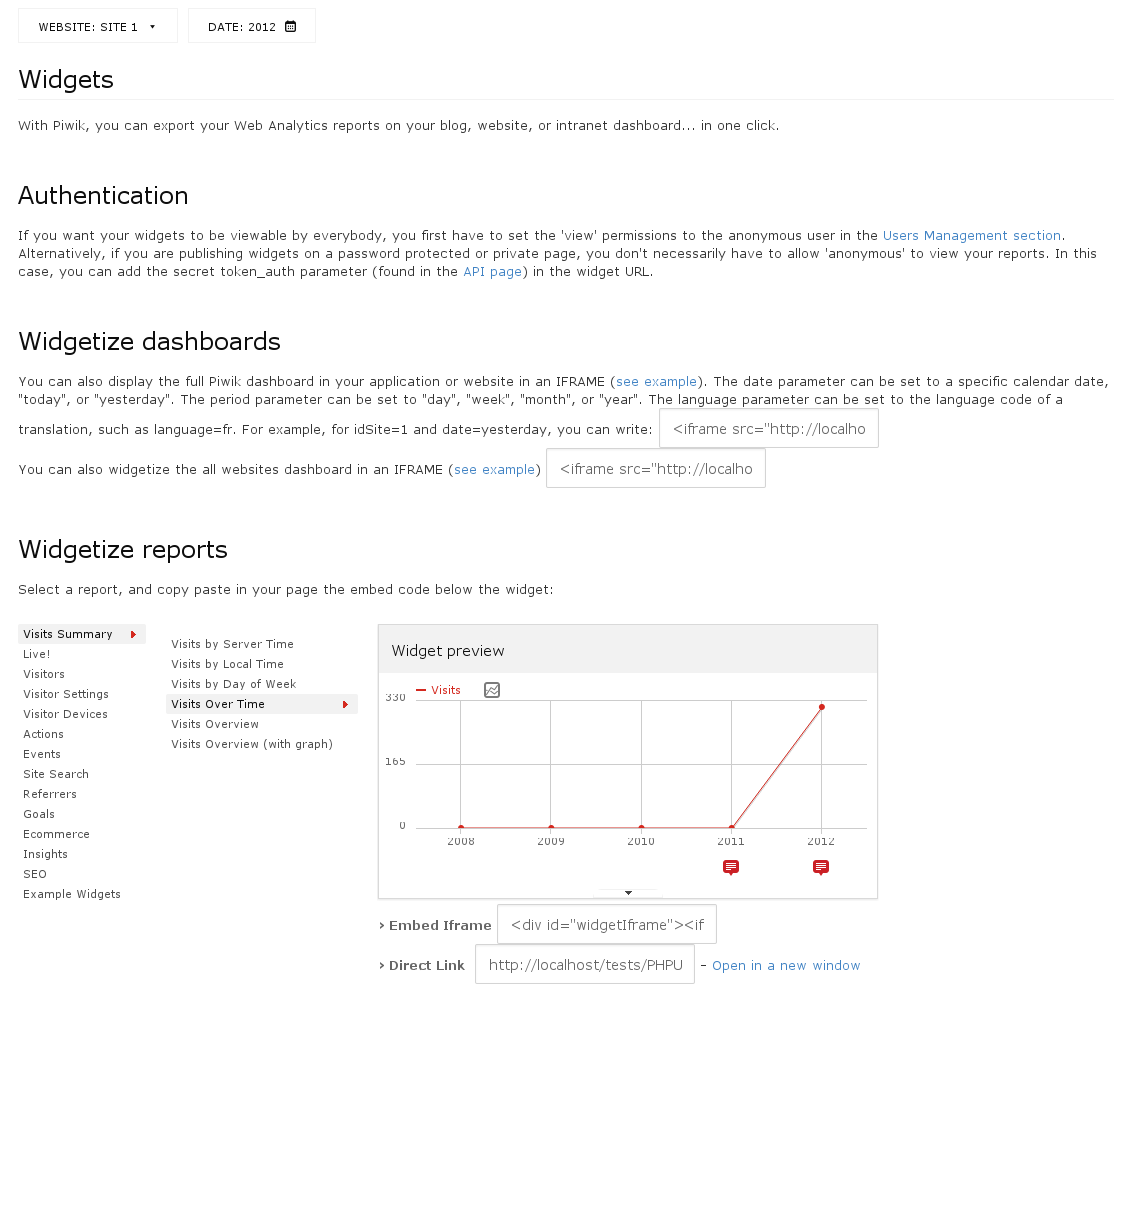 WEBSITE: SITE 1
DATE: 2012
Widgets
With Piwik, you can export your Web Analytics reports on your blog, website, or intranet dashboard... in one click.
Authentication
If you want your widgets to be viewable by everybody, you first have to set the 'view' permissions to the anonymous user in the Users Management section.
Alternatively, if you are publishing widgets on a password protected or private page, you don't necessarily have to allow 'anonymous' to view your reports. In this
case, you can add the secret token_auth parameter (found in the API page) in the widget URL.
Widgetize dashboards
You can also display the full Piwik dashboard in your application or website in an IFRAME (see example). The date parameter can be set to a specific calendar date,
"today", or "yesterday". The period parameter can be set to "day", "week", "month", or "year". The language parameter can be set to the language code of a
translation, such as language=fr. For example, for idSite=1 and date=yesterday, you can write: <iframe src="http://localho
You can also widgetize the all websites dashboard in an IFRAME (see example) <iframe src="http://localho
Widgetize reports
Select a report, and copy paste in your page the embed code below the widget:
Visits Summary
Live!
Visitors
Visitor Settings
Visitor Devices
Actions
Events
Site Search
Referrers
Goals
Ecommerce
Insights
SEO
Example Widgets
Visits by Server Time
Visits by Local Time
Visits by Day of Week
Visits Over Time
Visits Overview
Visits Overview (with graph)
Widget preview
Visits
330
165
0
2008 2009 2010 2011 2012
› Embed Iframe <div id="widgetIframe"><if
› Direct Link http://localhost/tests/PHPU - Open in a new window